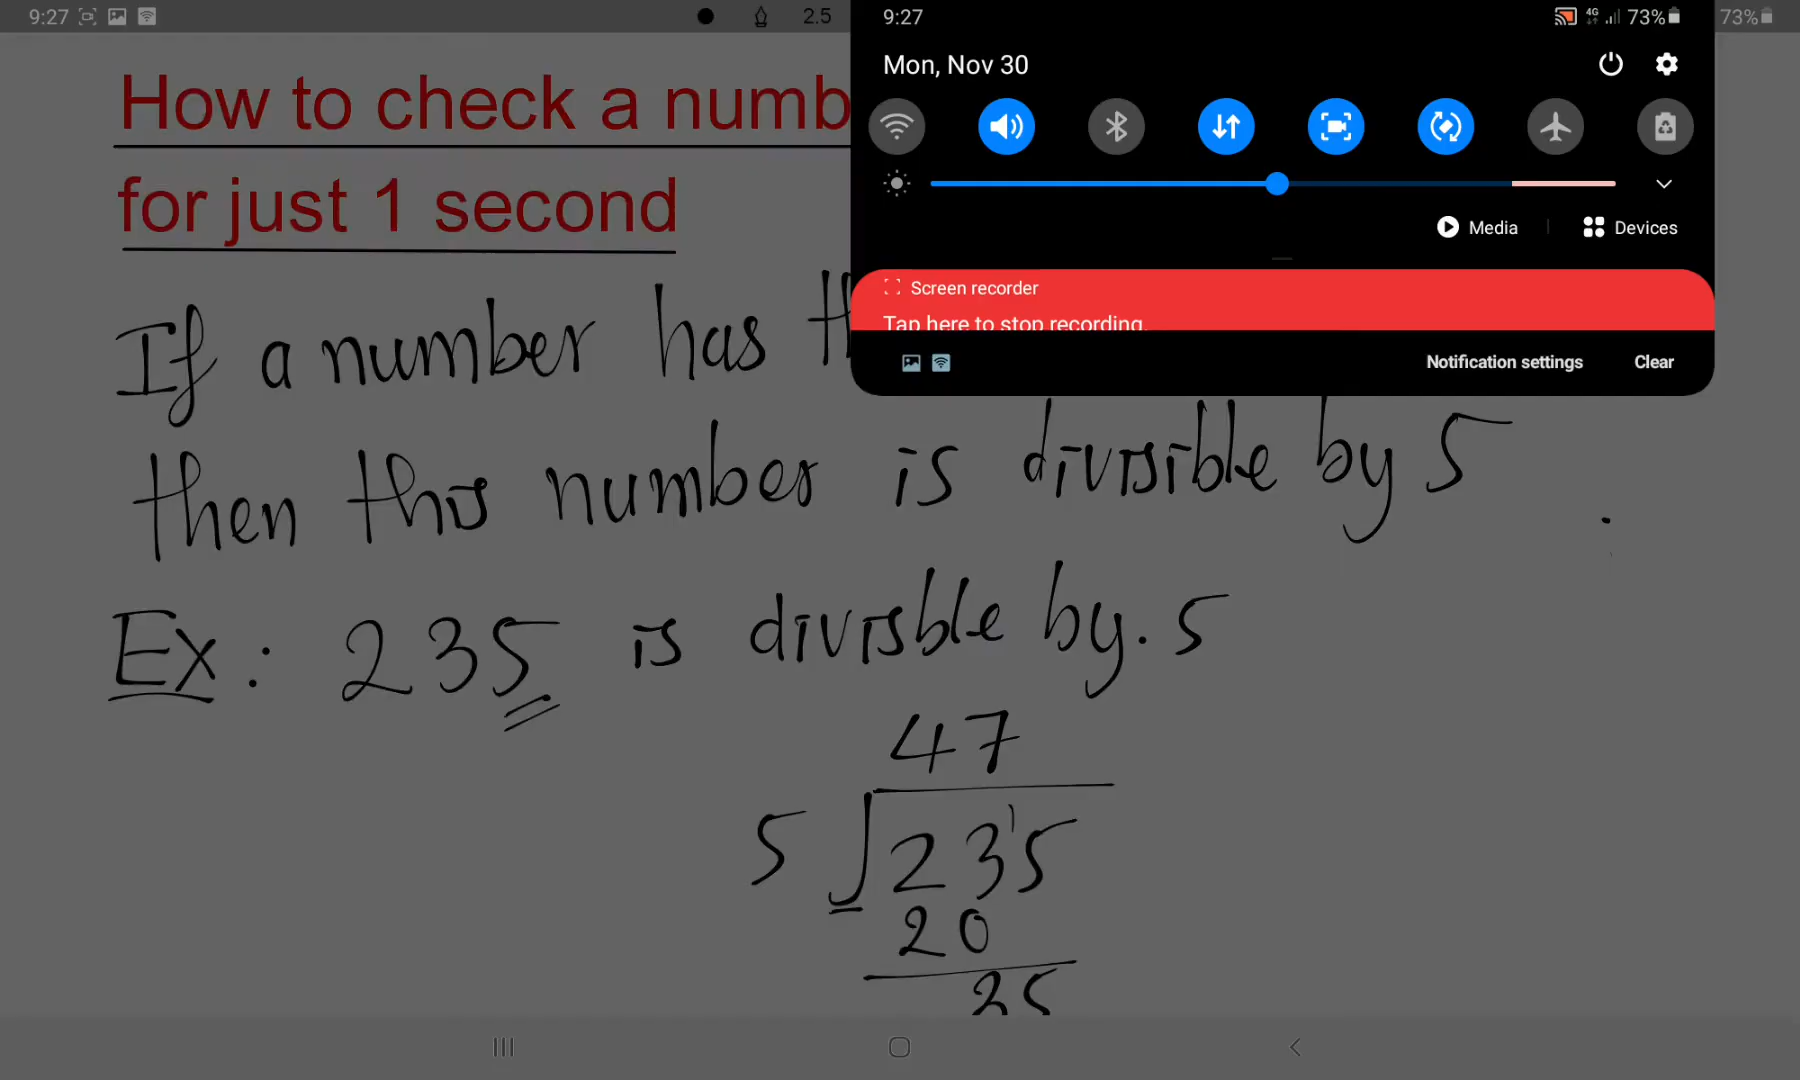 9:27
2.5
9:27
4G
73%
73%
Mon, Nov 30
Media
Devices
Screen recorder
Tap here to stop recording.
Notification settings
Clear
How to check a numb
for just 1 second
If a number has th
then this number is divisible by 5
Ex: 235 is divisble by. 5
47
5 235
20
35